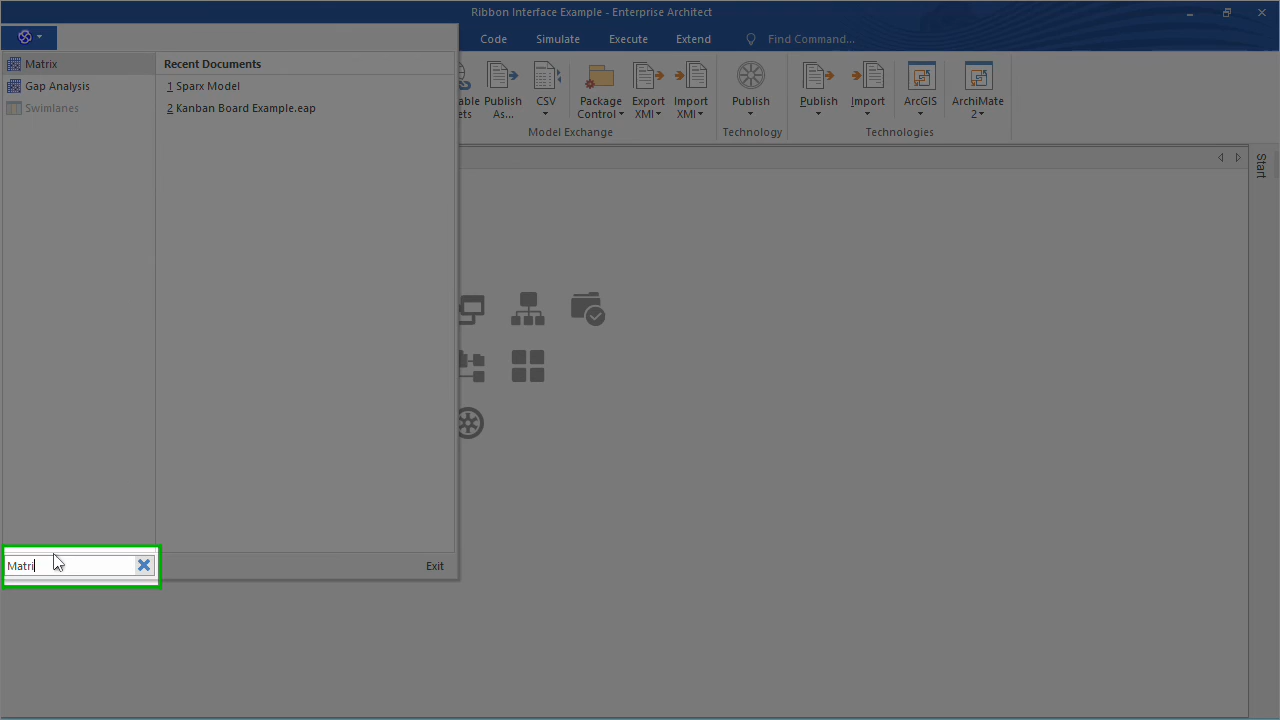 Ribbon Interface Example - Enterprise Architect
Code Simulate Execute Extend Find Command...
Matrix
Gap Analysis
Swimlanes
Recent Documents
1 Sparx Model
2 Kanban Board Example.eap
Publish As...
CSV
Package Control
Export XMI
Import XMI
Model Exchange
Publish
Technology
Publish
Import
ArcGIS
ArchiMate 2
Technologies
Start
Matri
Exit